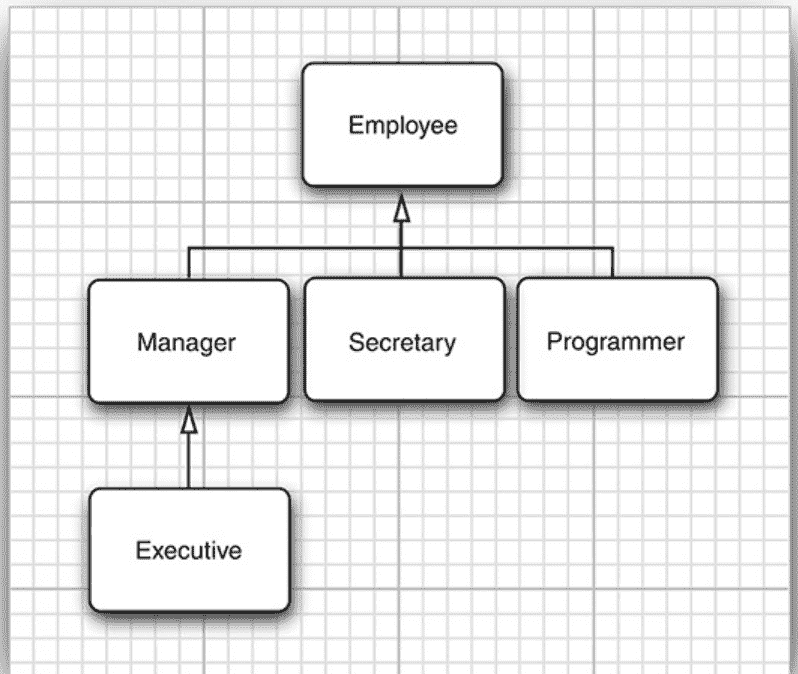 Employee
Manager
Secretary
Programmer
Executive